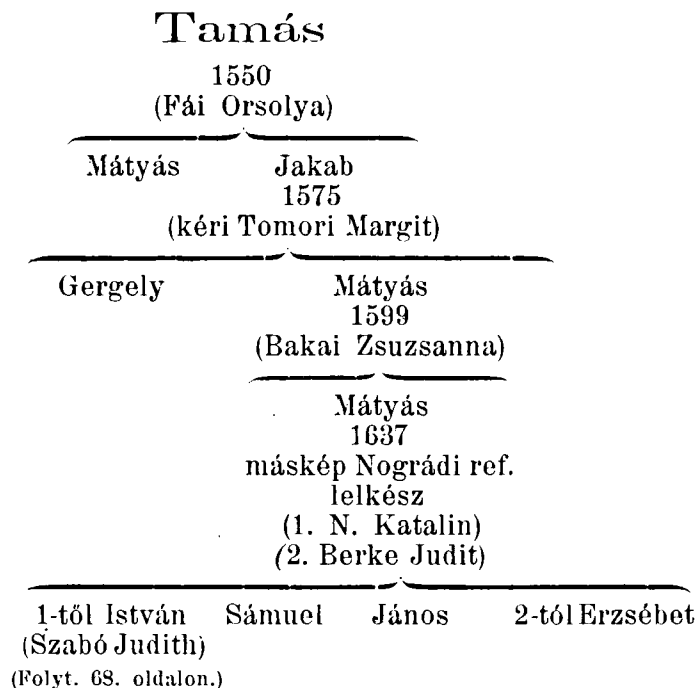 Tamás
1550
(Fái Orsolya)
Mátyás Jakab
1575
(kéri Tomori Margit)
Gergely Mátyás
1599
(Bakai Zsuzsanna)
Mátyás
1637
máskép Nográdi ref.
lelkész
(1. N. Katalin)
(2. Berke Judit)
1-től István Sámuel János 2-tól Erzsébet
(Szabó Judith)
(Folyt. 68. oldalon.)